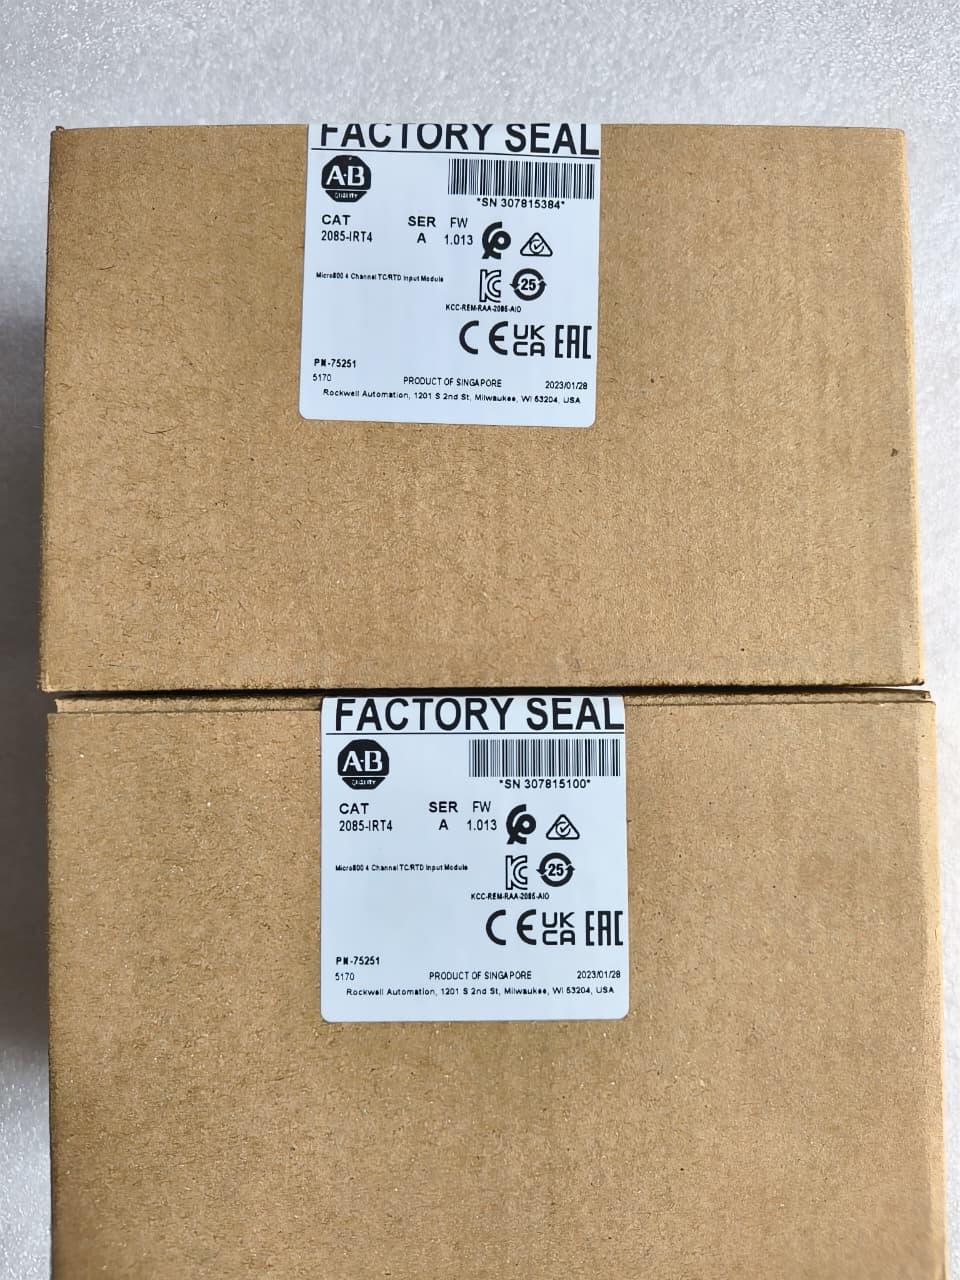 FACTORY SEAL
A·B
QUALITY
*SN 307815384*
CAT SER FW
2085-IRT4 A 1.013
Micro800 4 Channel TC/RTD Input Module
25
KCC-REM-RAA-2085-AIO
CE UK CA EAC
PN-75251
5170 PRODUCT OF SINGAPORE 2023/01/28
Rockwell Automation, 1201 S 2nd St, Milwaukee, WI 53204, USA
FACTORY SEAL
A·B
QUALITY
*SN 307815100*
CAT SER FW
2085-IRT4 A 1.013
Micro800 4 Channel TC/RTD Input Module
25
KCC-REM-RAA-2085-AIO
CE UK CA EAC
PN-75251
5170 PRODUCT OF SINGAPORE 2023/01/28
Rockwell Automation, 1201 S 2nd St, Milwaukee, WI 53204, USA